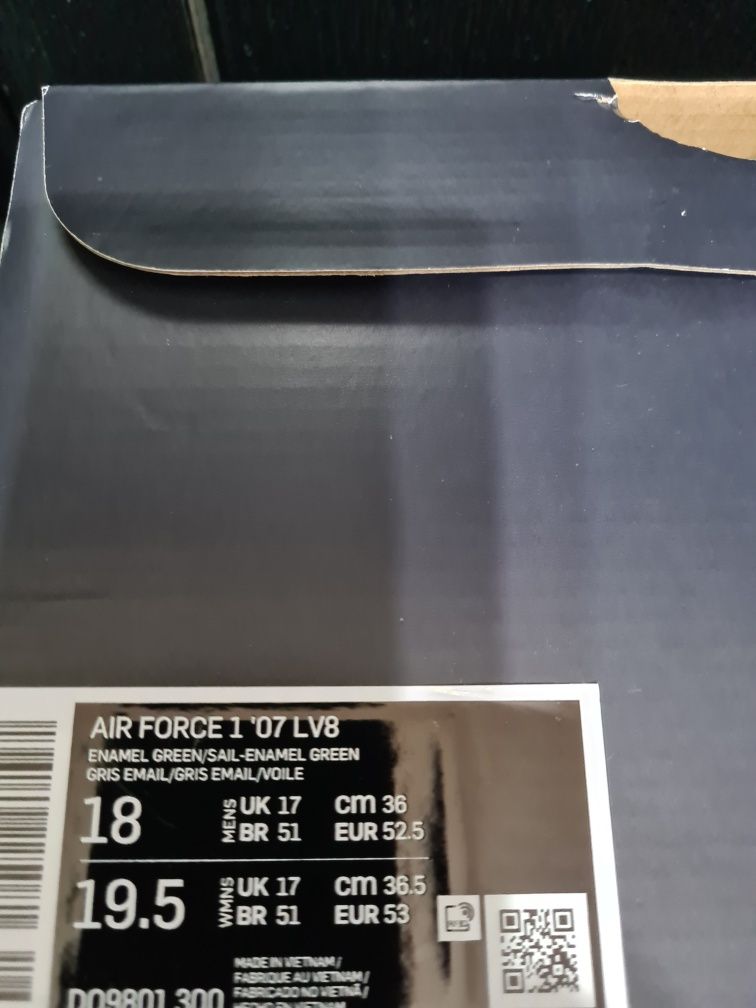 AIR FORCE 1 '07 LV8
ENAMEL GREEN/SAIL-ENAMEL GREEN
GRIS EMAIL/GRIS EMAIL/VOILE
18 MENS UK 17 cm 36
BR 51 EUR 52.5
19.5 WMNS UK 17 cm 36.5
BR 51 EUR 53
MADE IN VIETNAM /
FABRIQUE AU VIETNAM /
DO9801 300 FABRICADO NO VIETNÃ /